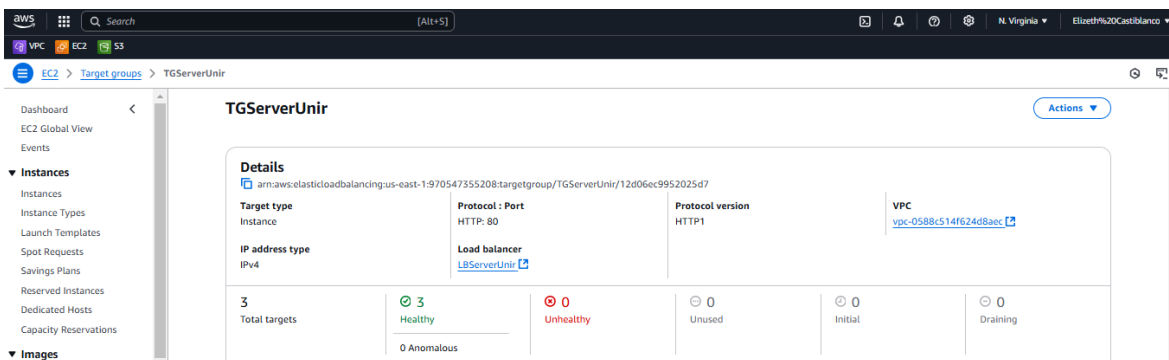 aws Search [Alt+S] N. Virginia Elizeth%20Castiblanco
VPC EC2 S3
EC2 > Target groups > TGServerUnir
Dashboard
EC2 Global View
Events
Instances
Instances
Instance Types
Launch Templates
Spot Requests
Savings Plans
Reserved Instances
Dedicated Hosts
Capacity Reservations
Images
TGServerUnir
Actions
Details
arn:aws:elasticloadbalancing:us-east-1:970547355208:targetgroup/TGServerUnir/12d06ec9952025d7
Target type
Instance
Protocol : Port
HTTP: 80
Protocol version
HTTP1
VPC
vpc-0588c514f624d8aec
IP address type
IPv4
Load balancer
LBServerUnir
3
Total targets
3
Healthy
0 Anomalous
0
Unhealthy
0
Unused
0
Initial
0
Draining